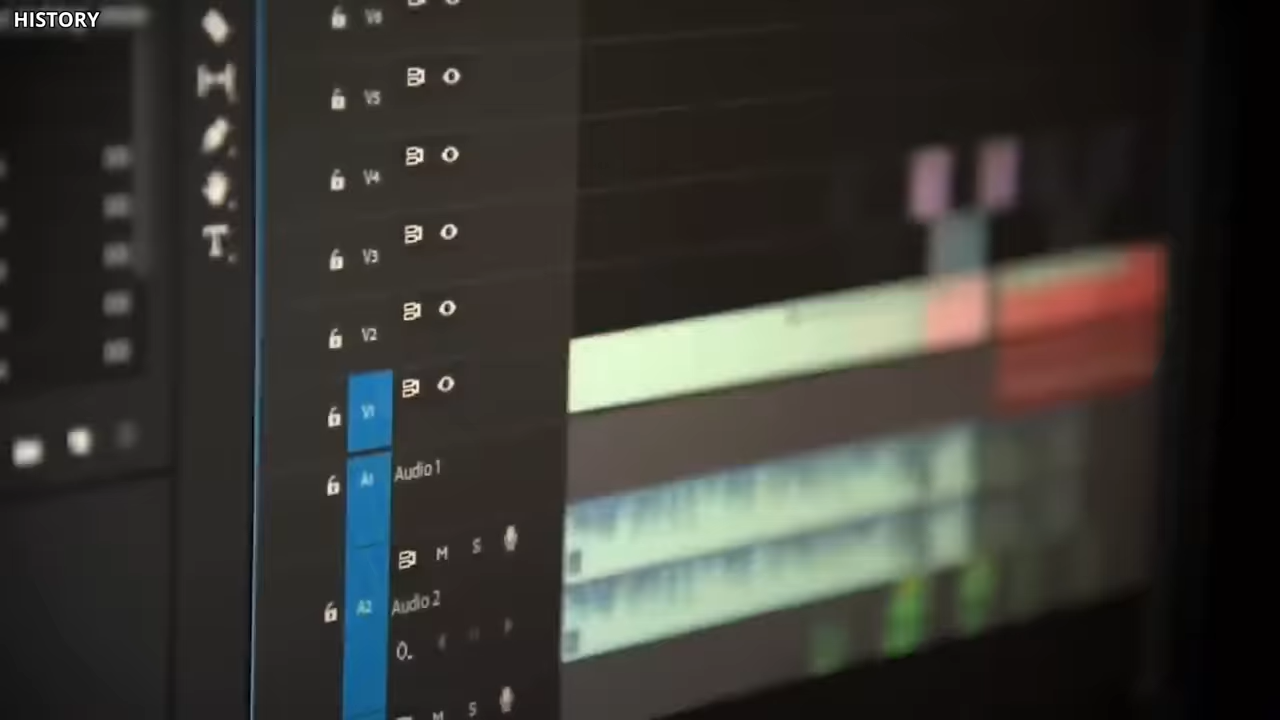 HISTORY
V6
V5
V4
V3
V2
V1
A1 Audio 1
M S
A2 Audio 2
0.
M S
T